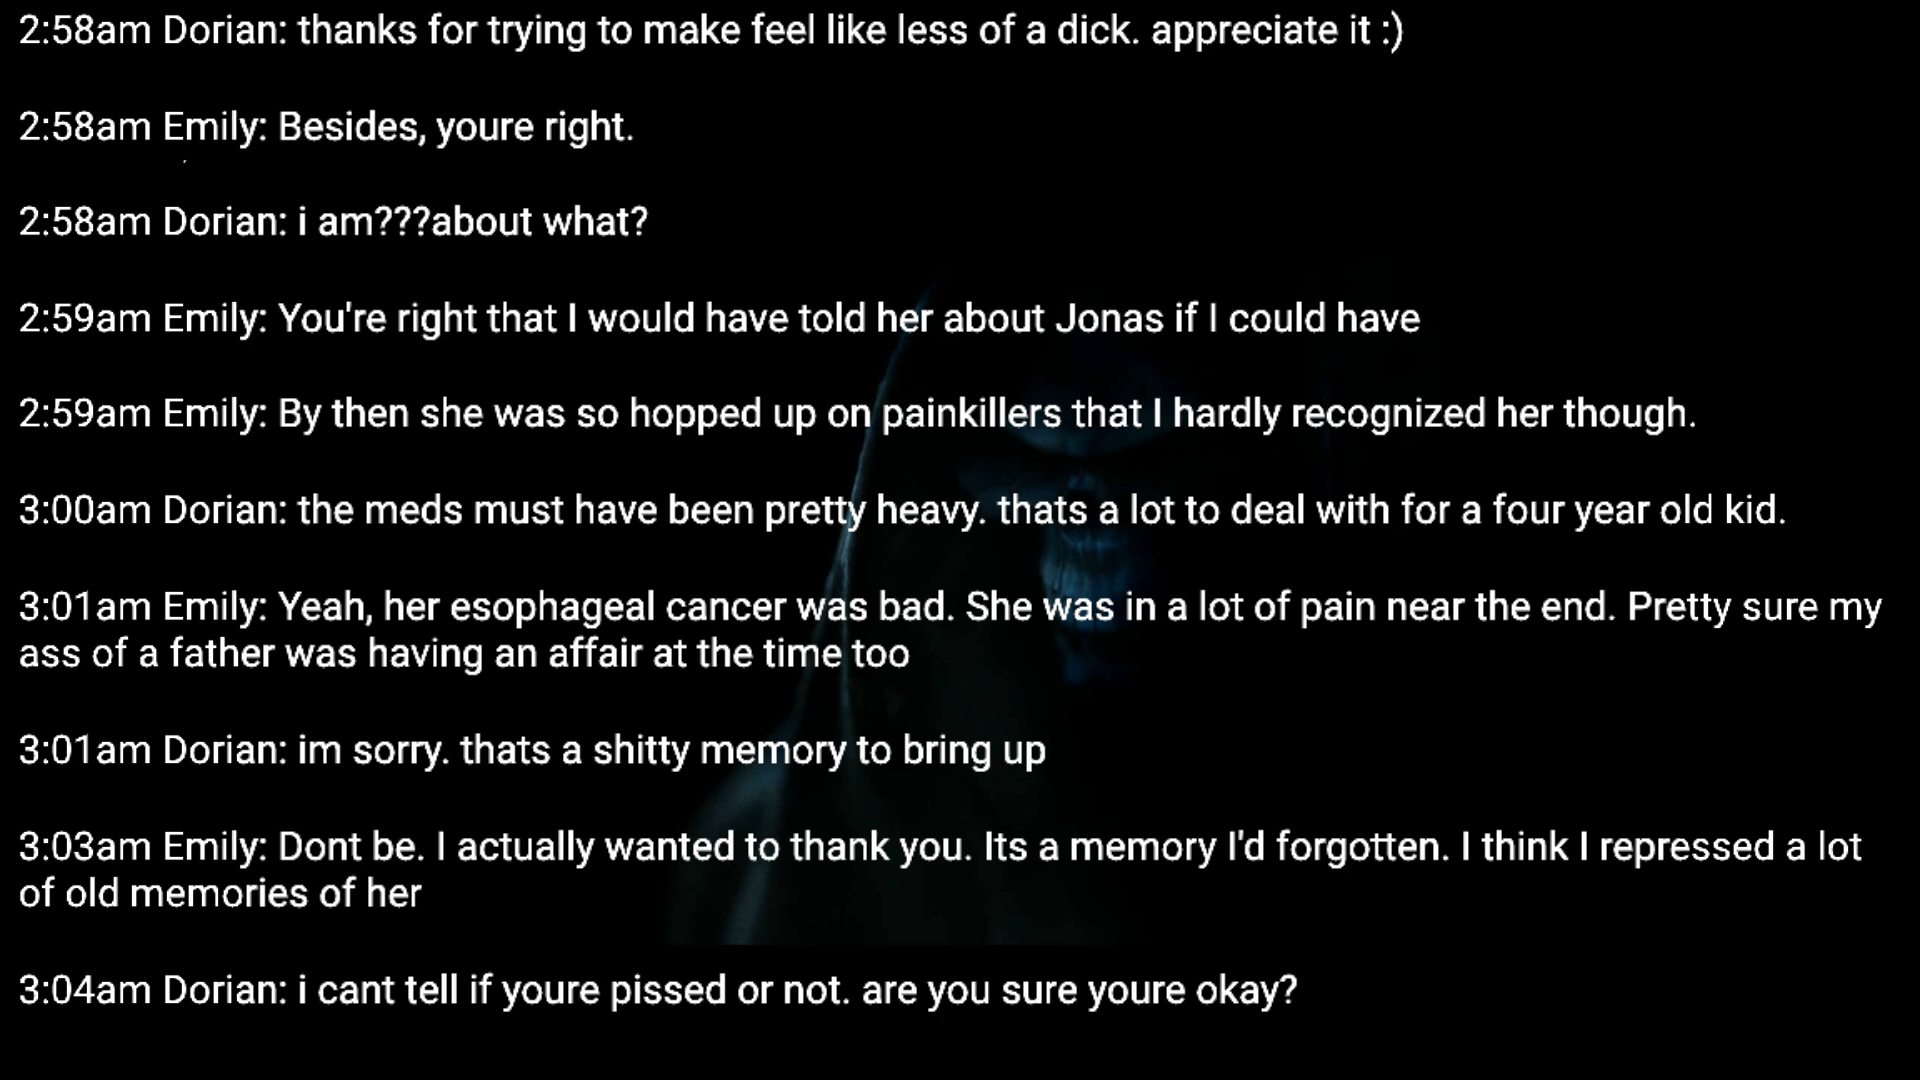 2:58am Dorian: thanks for trying to make feel like less of a dick. appreciate it :)
2:58am Emily: Besides, youre right.
2:58am Dorian: i am???about what?
2:59am Emily: You're right that I would have told her about Jonas if I could have
2:59am Emily: By then she was so hopped up on painkillers that I hardly recognized her though.
3:00am Dorian: the meds must have been pretty heavy. thats a lot to deal with for a four year old kid.
3:01am Emily: Yeah, her esophageal cancer was bad. She was in a lot of pain near the end. Pretty sure my
ass of a father was having an affair at the time too
3:01am Dorian: im sorry. thats a shitty memory to bring up
3:03am Emily: Dont be. I actually wanted to thank you. Its a memory I'd forgotten. I think I repressed a lot
of old memories of her
3:04am Dorian: i cant tell if youre pissed or not. are you sure youre okay?